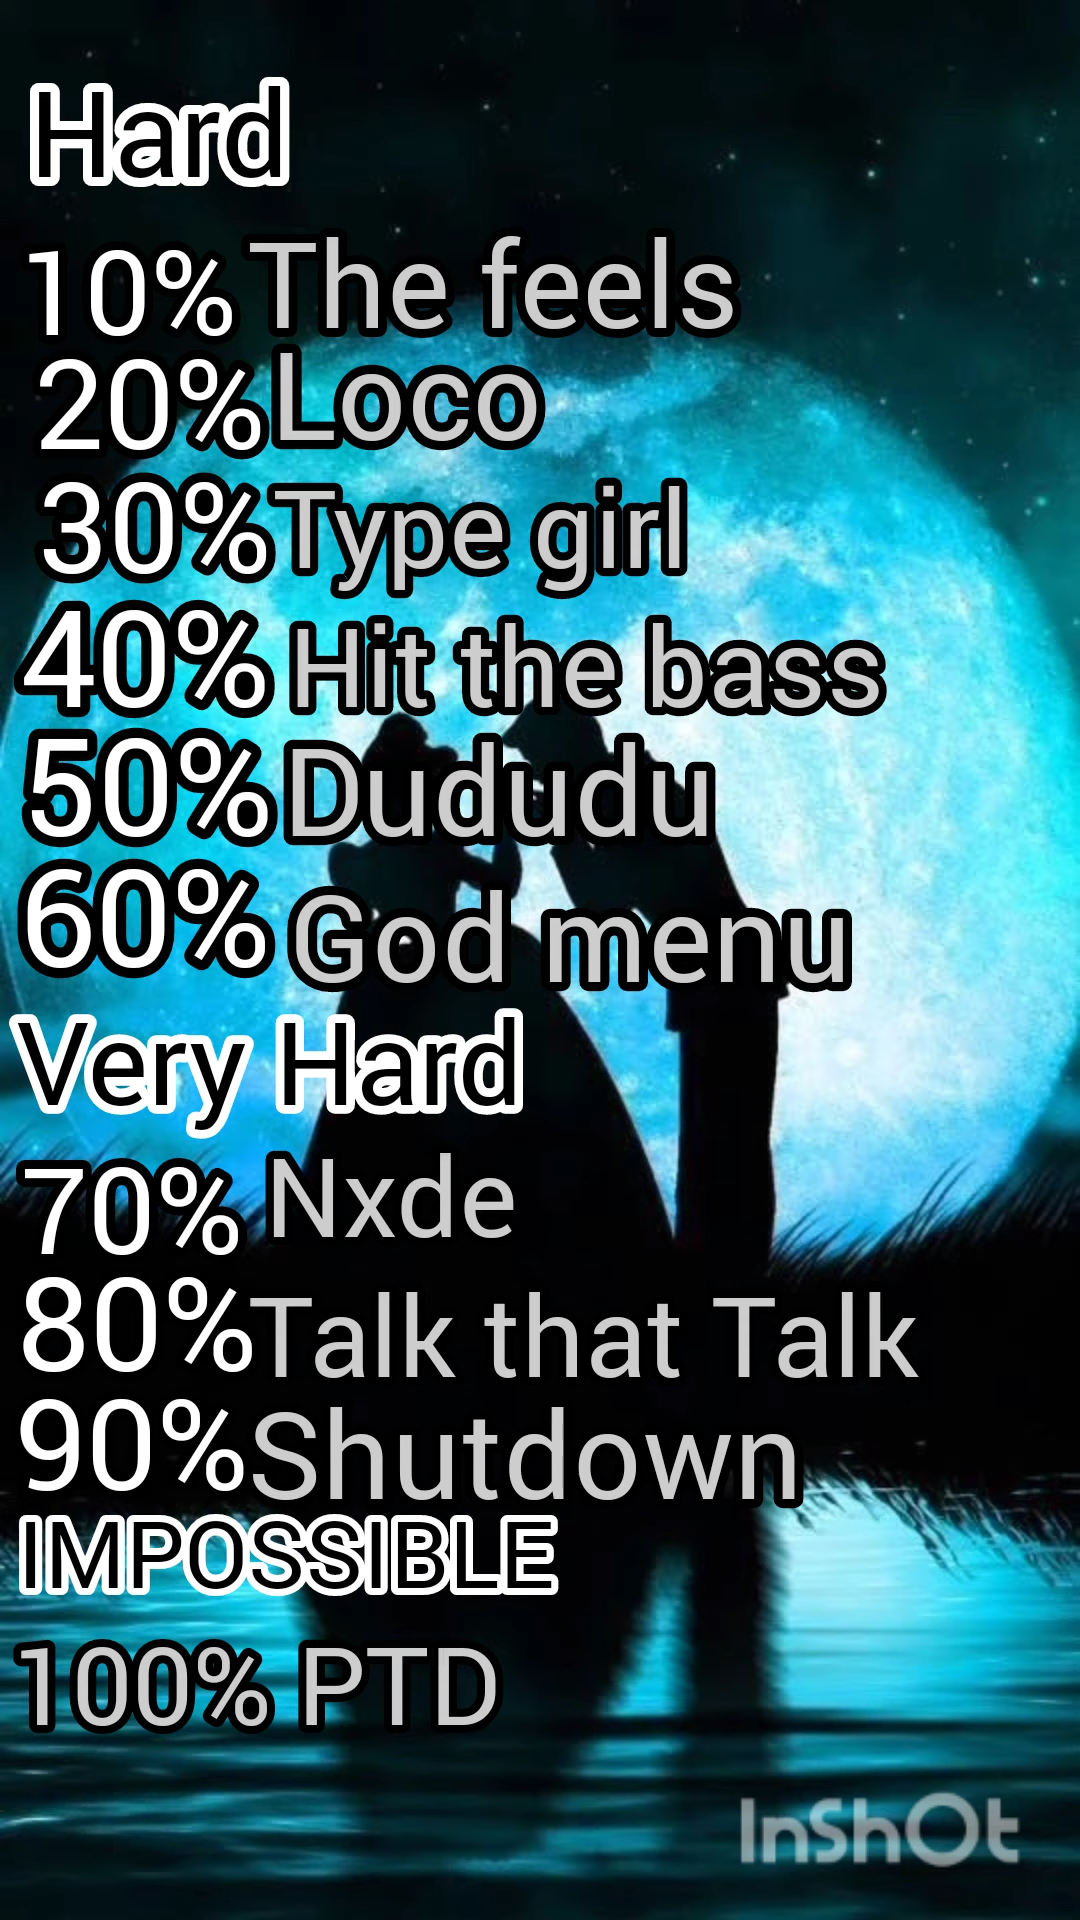 Hard
10% The feels
20% Loco
30% Type girl
40% Hit the bass
50% Dududu
60% God menu
Very Hard
70% Nxde
80% Talk that Talk
90% Shutdown
IMPOSSIBLE
100% PTD
InShOt